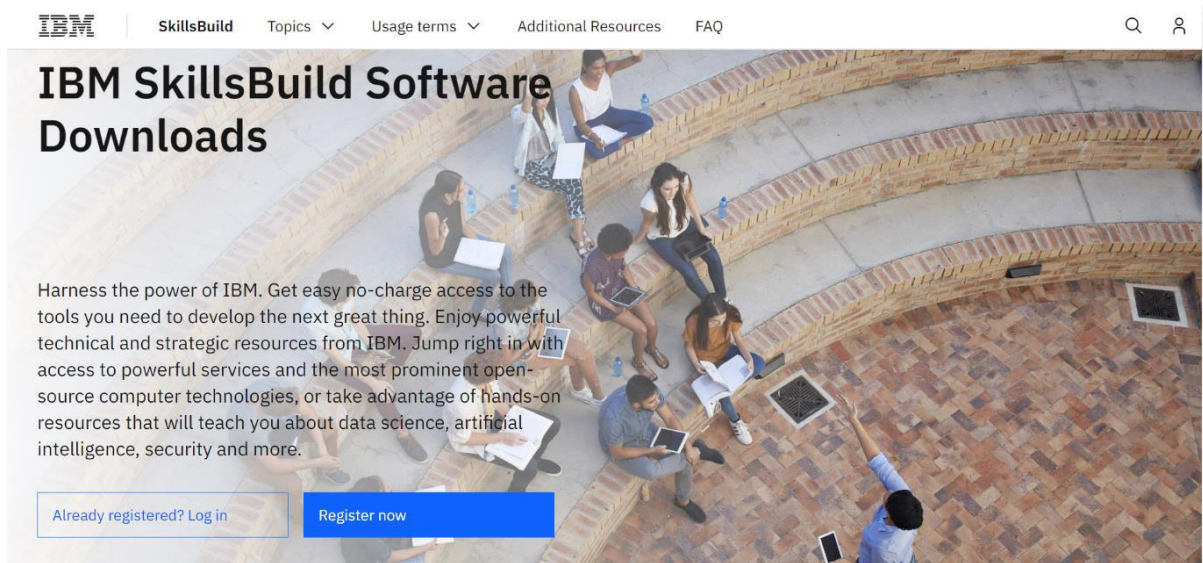 IBM
SkillsBuild
Topics
Usage terms
Additional Resources
FAQ
IBM SkillsBuild Software
Downloads
Harness the power of IBM. Get easy no-charge access to the
tools you need to develop the next great thing. Enjoy powerful
technical and strategic resources from IBM. Jump right in with
access to powerful services and the most prominent open-
source computer technologies, or take advantage of hands-on
resources that will teach you about data science, artificial
intelligence, security and more.
Already registered? Log in
Register now